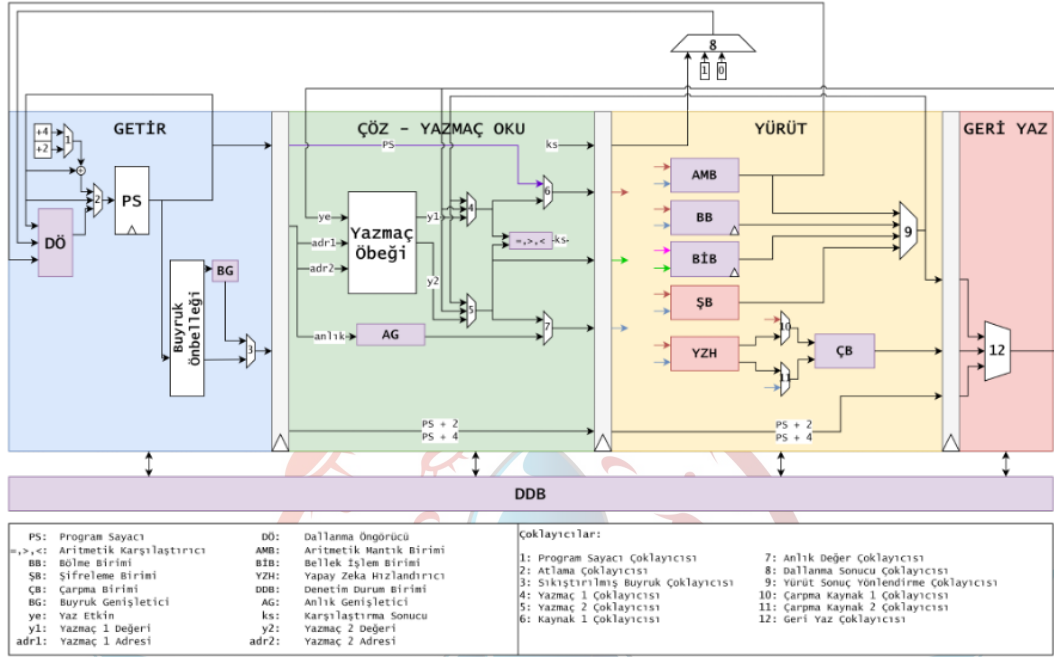 8
1
0
GETİR
ÇÖZ - YAZMAÇ OKU
YÜRÜT
GERİ YAZ
+4
+2
1
2
PS
DÖ
BG
Buyruk
Önbelleği
3
PS
ks
6
ye
adr1
adr2
Yazmaç
Öbeği
y1
y2
4
=,>,<
ks
5
anlık
AG
7
PS + 2
PS + 4
AMB
BB
BİB
ŞB
YZH
9
10
11
ÇB
PS + 2
PS + 4
12
DDB
PS: Program Sayacı
=,>,<: Aritmetik Karşılaştırıcı
BB: Bölme Birimi
ŞB: Şifreleme Birimi
ÇB: Çarpma Birimi
BG: Buyruk Genişletici
ye: Yaz Etkin
y1: Yazmaç 1 Değeri
adr1: Yazmaç 1 Adresi
DÖ: Dallanma Öngörücü
AMB: Aritmetik Mantık Birimi
BİB: Bellek İşlem Birimi
YZH: Yapay Zeka Hızlandırıcı
DDB: Denetim Durum Birimi
AG: Anlık Genişletici
ks: Karşılaştırma Sonucu
y2: Yazmaç 2 Değeri
adr2: Yazmaç 2 Adresi
Çoklayıcılar:
1: Program Sayacı Çoklayıcısı
2: Atlama Çoklayıcısı
3: Sıkıştırılmış Buyruk Çoklayıcısı
4: Yazmaç 1 Çoklayıcısı
5: Yazmaç 2 Çoklayıcısı
6: Kaynak 1 Çoklayıcısı
7: Anlık Değer Çoklayıcısı
8: Dallanma Sonucu Çoklayıcısı
9: Yürüt Sonuç Yönlendirme Çoklayıcısı
10: Çarpma Kaynak 1 Çoklayıcısı
11: Çarpma Kaynak 2 Çoklayıcısı
12: Geri Yaz Çoklayıcısı